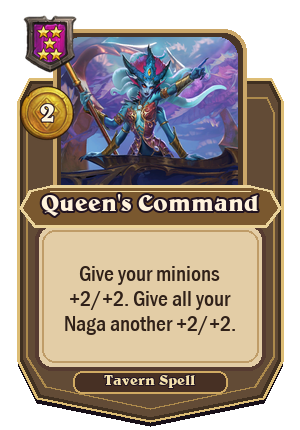 2
Queen's Command
Give your minions
+2/+2. Give all your
Naga another +2/+2.
Tavern Spell